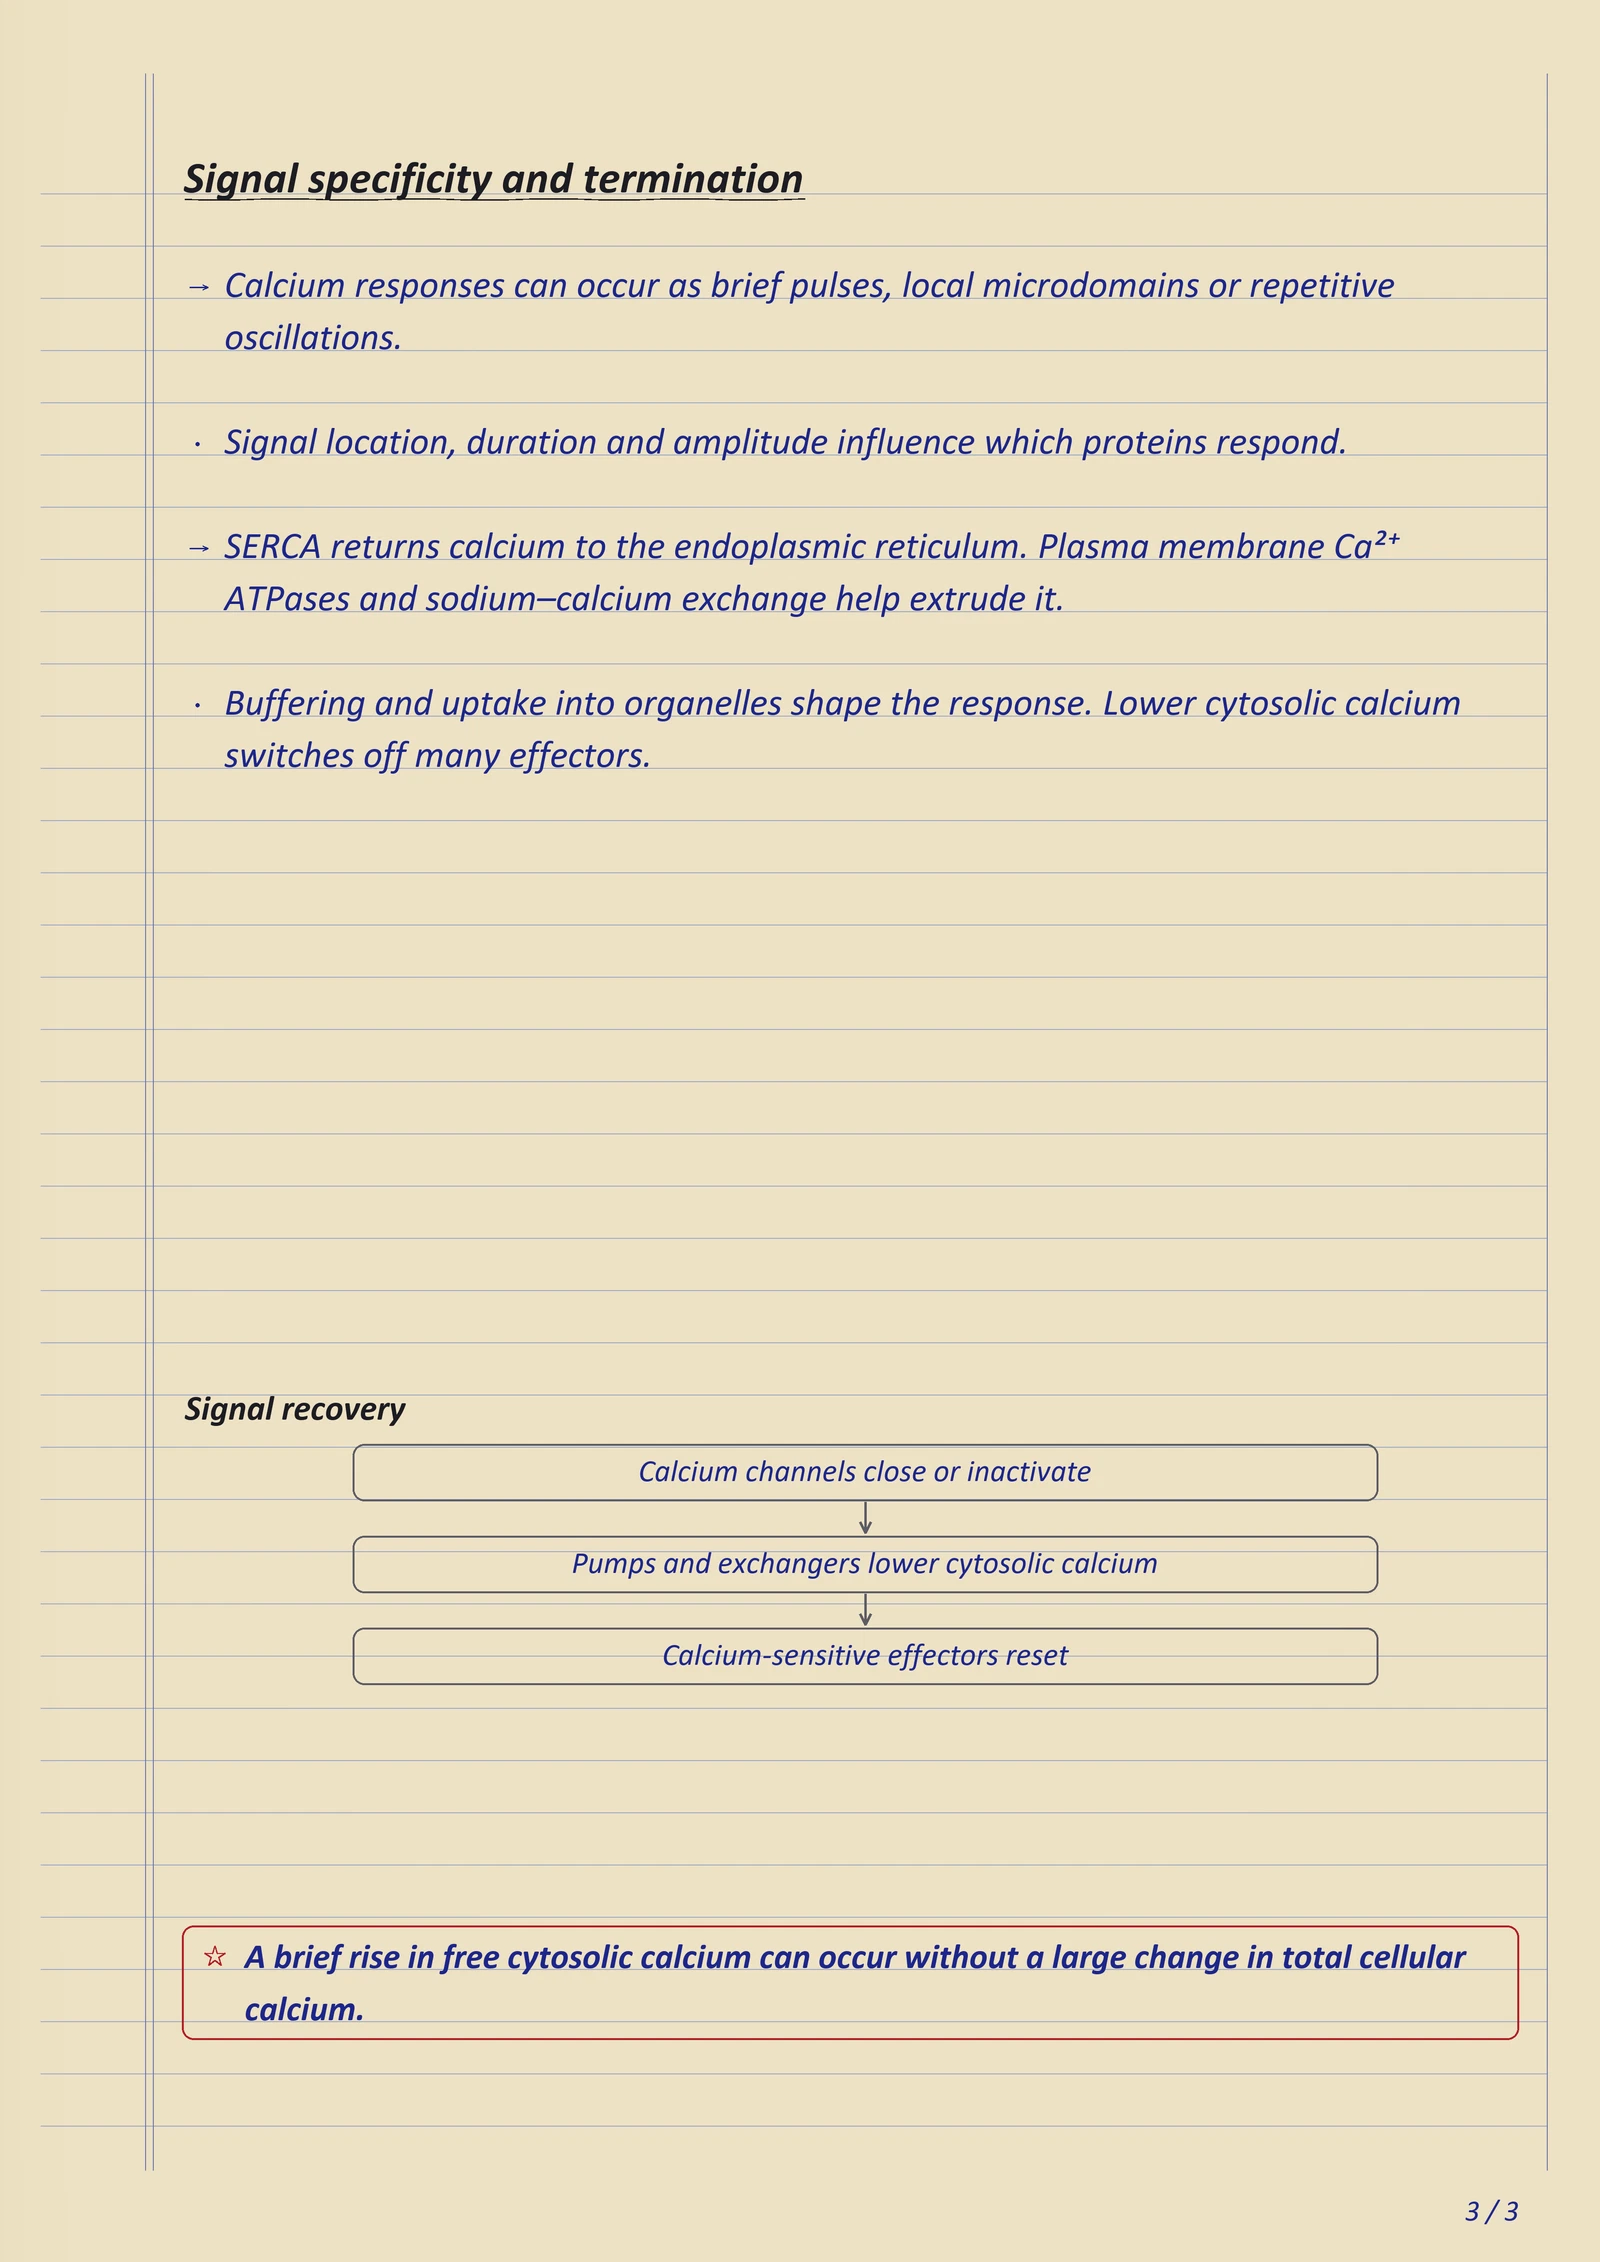 Signal specificity and termination
→ Calcium responses can occur as brief pulses, local microdomains or repetitive
oscillations.
· Signal location, duration and amplitude influence which proteins respond.
→ SERCA returns calcium to the endoplasmic reticulum. Plasma membrane Ca²⁺
ATPases and sodium–calcium exchange help extrude it.
· Buffering and uptake into organelles shape the response. Lower cytosolic calcium
switches off many effectors.
Signal recovery
Calcium channels close or inactivate
Pumps and exchangers lower cytosolic calcium
Calcium-sensitive effectors reset
☆ A brief rise in free cytosolic calcium can occur without a large change in total cellular
calcium.
3 / 3